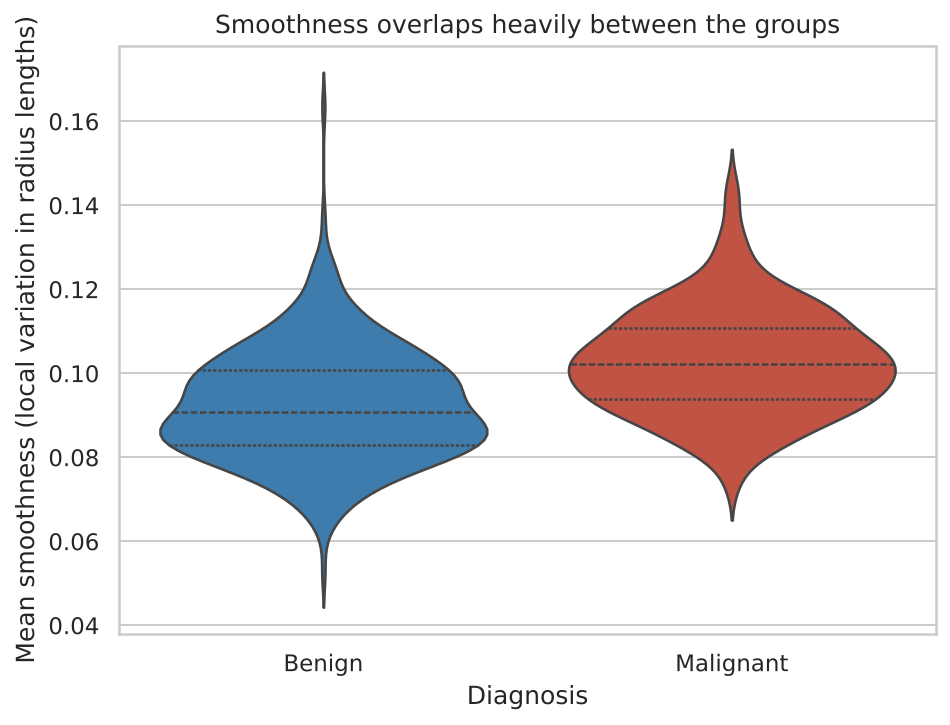 Smoothness overlaps heavily between the groups
Mean smoothness (local variation in radius lengths)
0.16
0.14
0.12
0.10
0.08
0.06
0.04
Benign
Malignant
Diagnosis